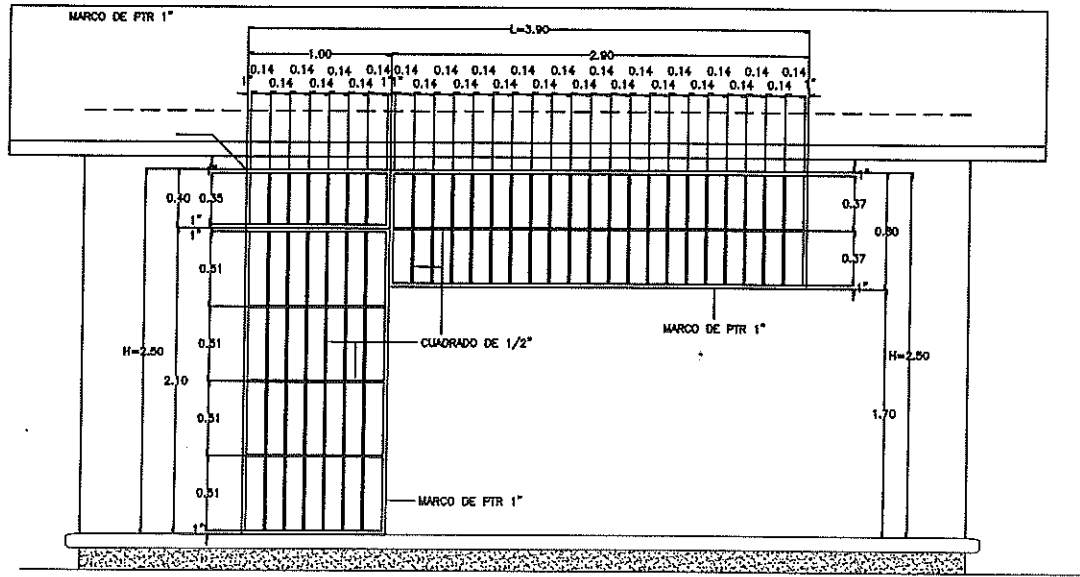 MARCO DE PTR 1"
L=3.90
1.00 2.90
0.14 0.14 0.14 0.14 0.14 0.14 0.14 0.14 0.14 0.14 0.14 0.14 0.14 0.14 0.14
1" 0.14 0.14 0.14 0.14 0.14 1" 0.14 0.14 0.14 0.14 0.14 0.14 0.14 0.14 0.14 0.14 1"
1"
0.40 0.35 0.37
1" 0.80
1"
0.51 0.37
1"
MARCO DE PTR 1"
0.51 CUADRADO DE 1/2"
H=2.50 H=2.50
2.10
0.51 1.70
0.51 MARCO DE PTR 1"
1"